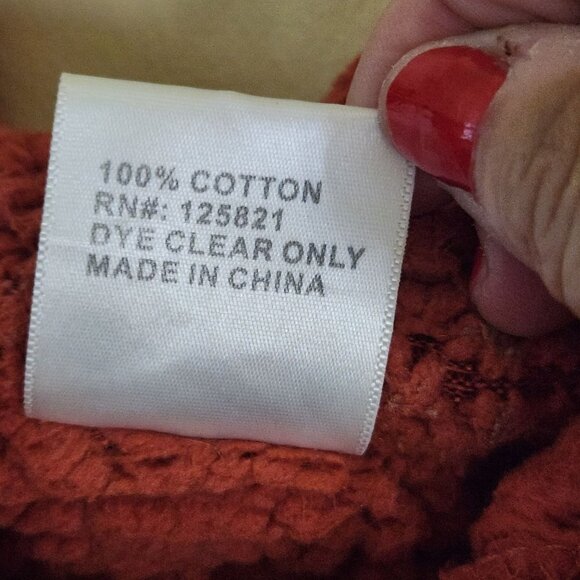 100% COTTON
RN#: 125821
DYE CLEAR ONLY
MADE IN CHINA